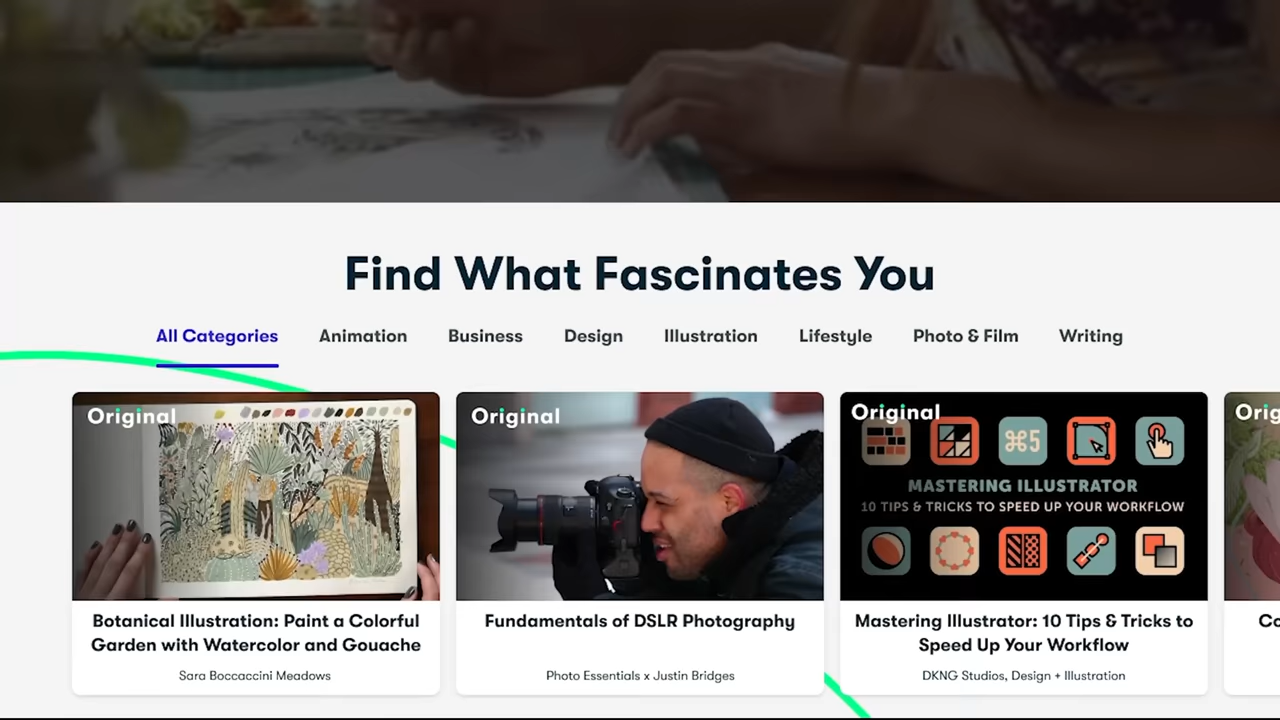 Find What Fascinates You
All Categories Animation Business Design Illustration Lifestyle Photo & Film Writing
Original
Botanical Illustration: Paint a Colorful
Garden with Watercolor and Gouache
Sara Boccaccini Meadows
Original
Fundamentals of DSLR Photography
Photo Essentials x Justin Bridges
Original
⌘5
MASTERING ILLUSTRATOR
10 TIPS & TRICKS TO SPEED UP YOUR WORKFLOW
Mastering Illustrator: 10 Tips & Tricks to
Speed Up Your Workflow
DKNG Studios, Design + Illustration
Orig
Co